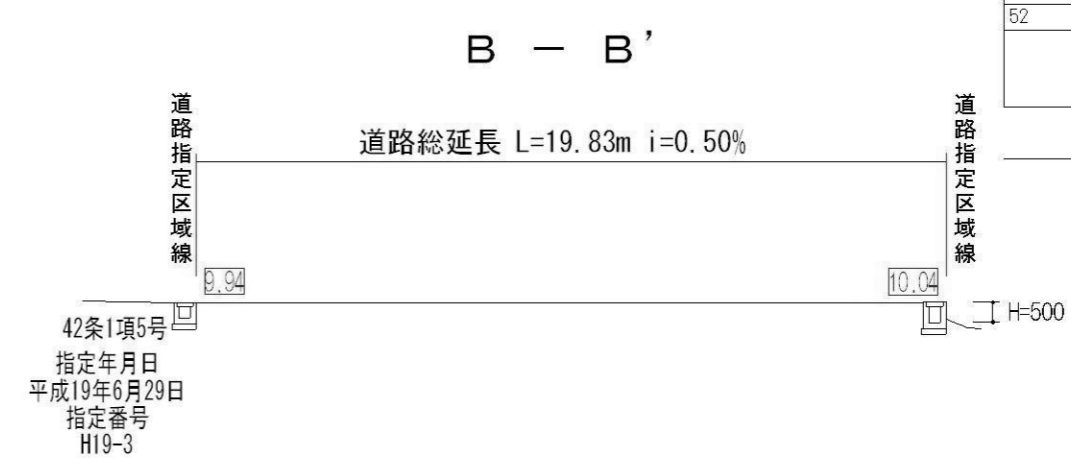 52
B － B’
道路指定区域線
道路総延長 L=19.83m i=0.50%
道路指定区域線
9.94
10.04
H=500
42条1項5号
指定年月日
平成19年6月29日
指定番号
H19-3